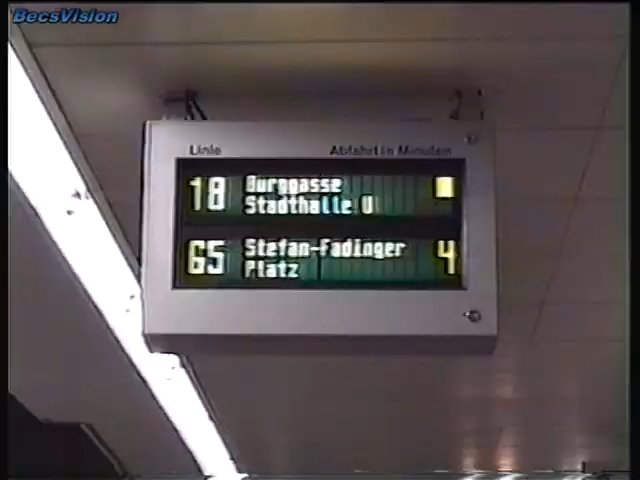 BecsVision
Linie Abfahrt in Minuten
18 Burggasse
Stadthalle U
65 Stefan-Fadinger 4
Platz